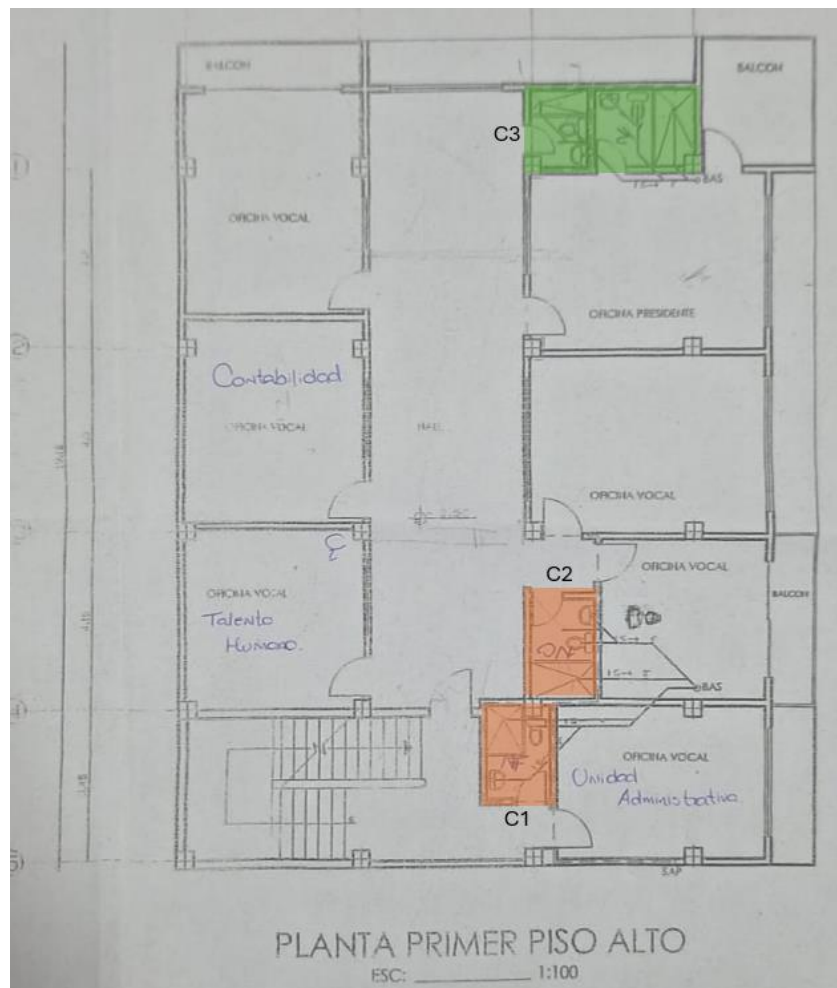 BALCON
BALCON
C3
BAS
OFICINA VOCAL
OFICINA PRESIDENTE
Contabilidad
OFICINA VOCAL
HALL
OFICINA VOCAL
C2
OFICINA VOCAL
OFICINA VOCAL
BALCON
Talento
Humano.
NO
BAS
OFICINA VOCAL
Unidad
Administrativa.
C1
SAP
PLANTA PRIMER PISO ALTO
ESC: 1:100